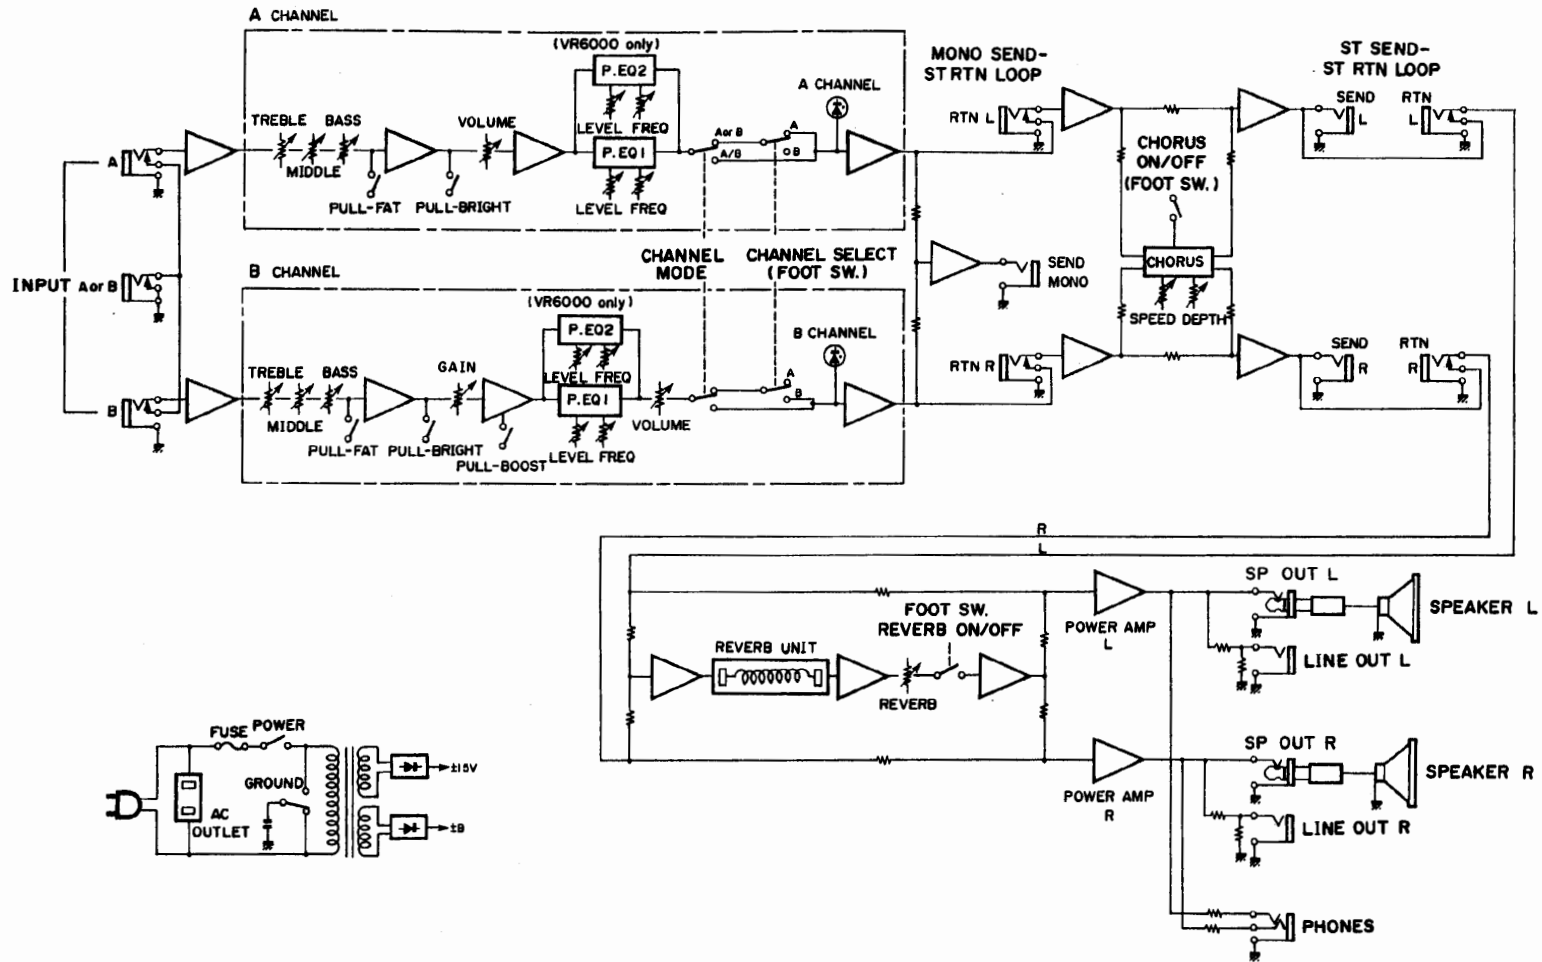 A CHANNEL
(VR6000 only)
P.EQ2
LEVEL FREQ
P.EQ1
LEVEL FREQ
TREBLE
BASS
MIDDLE
PULL-FAT
PULL-BRIGHT
VOLUME
AorB
A/B
A
B
A CHANNEL
MONO SEND-
ST RTN LOOP
RTN L
ST SEND-
ST RTN LOOP
SEND
L
RTN
L
CHORUS
ON/OFF
(FOOT SW.)
CHORUS
SPEED DEPTH
A
INPUT A or B
B
CHANNEL
MODE
CHANNEL SELECT
(FOOT SW.)
SEND
MONO
B CHANNEL
(VR6000 only)
P.EQ2
LEVEL FREQ
P.EQ1
LEVEL FREQ
TREBLE
BASS
MIDDLE
PULL-FAT
PULL-BRIGHT
GAIN
PULL-BOOST
VOLUME
A
B
B CHANNEL
RTN R
SEND
R
RTN
R
R
L
FOOT SW.
REVERB ON/OFF
REVERB UNIT
REVERB
POWER AMP
L
SP OUT L
SPEAKER L
LINE OUT L
POWER AMP
R
SP OUT R
SPEAKER R
LINE OUT R
PHONES
FUSE
POWER
GROUND
AC
OUTLET
±15V
±B